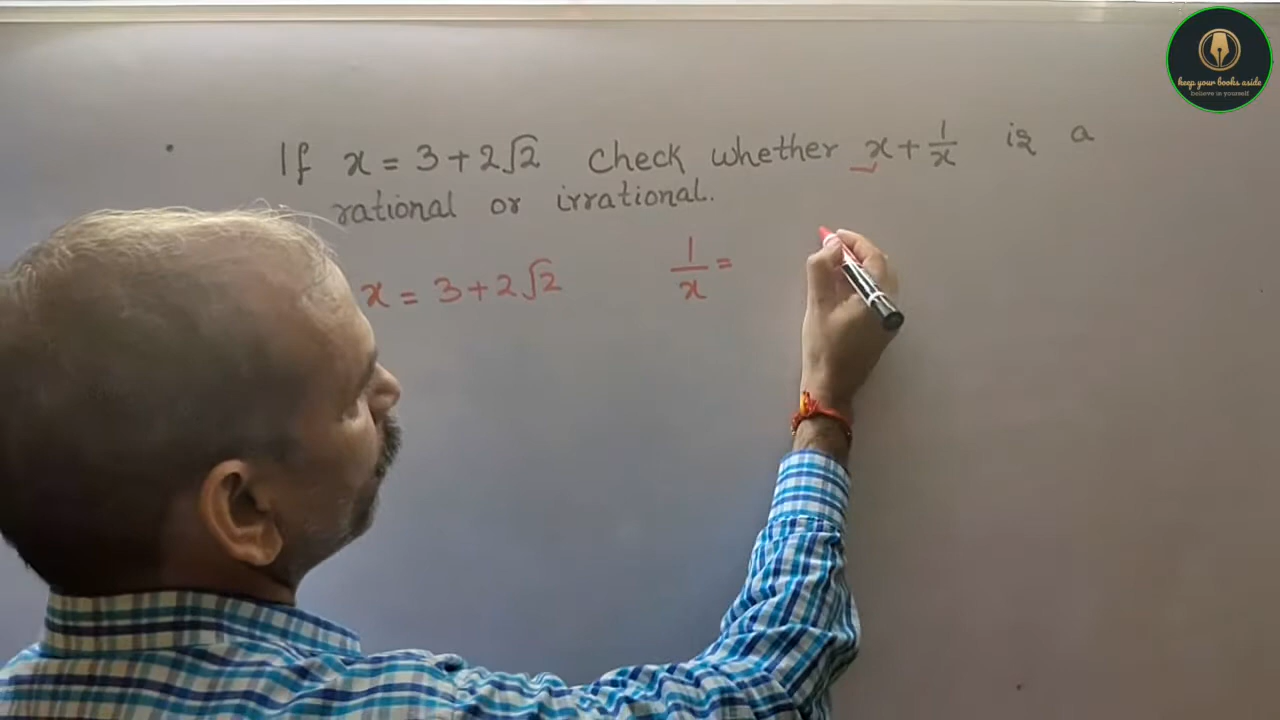 If x = 3 + 2√2 Check whether x + 1/x is a
rational or irrational.
x = 3 + 2√2
1/x =
keep your books aside
believe in yourself